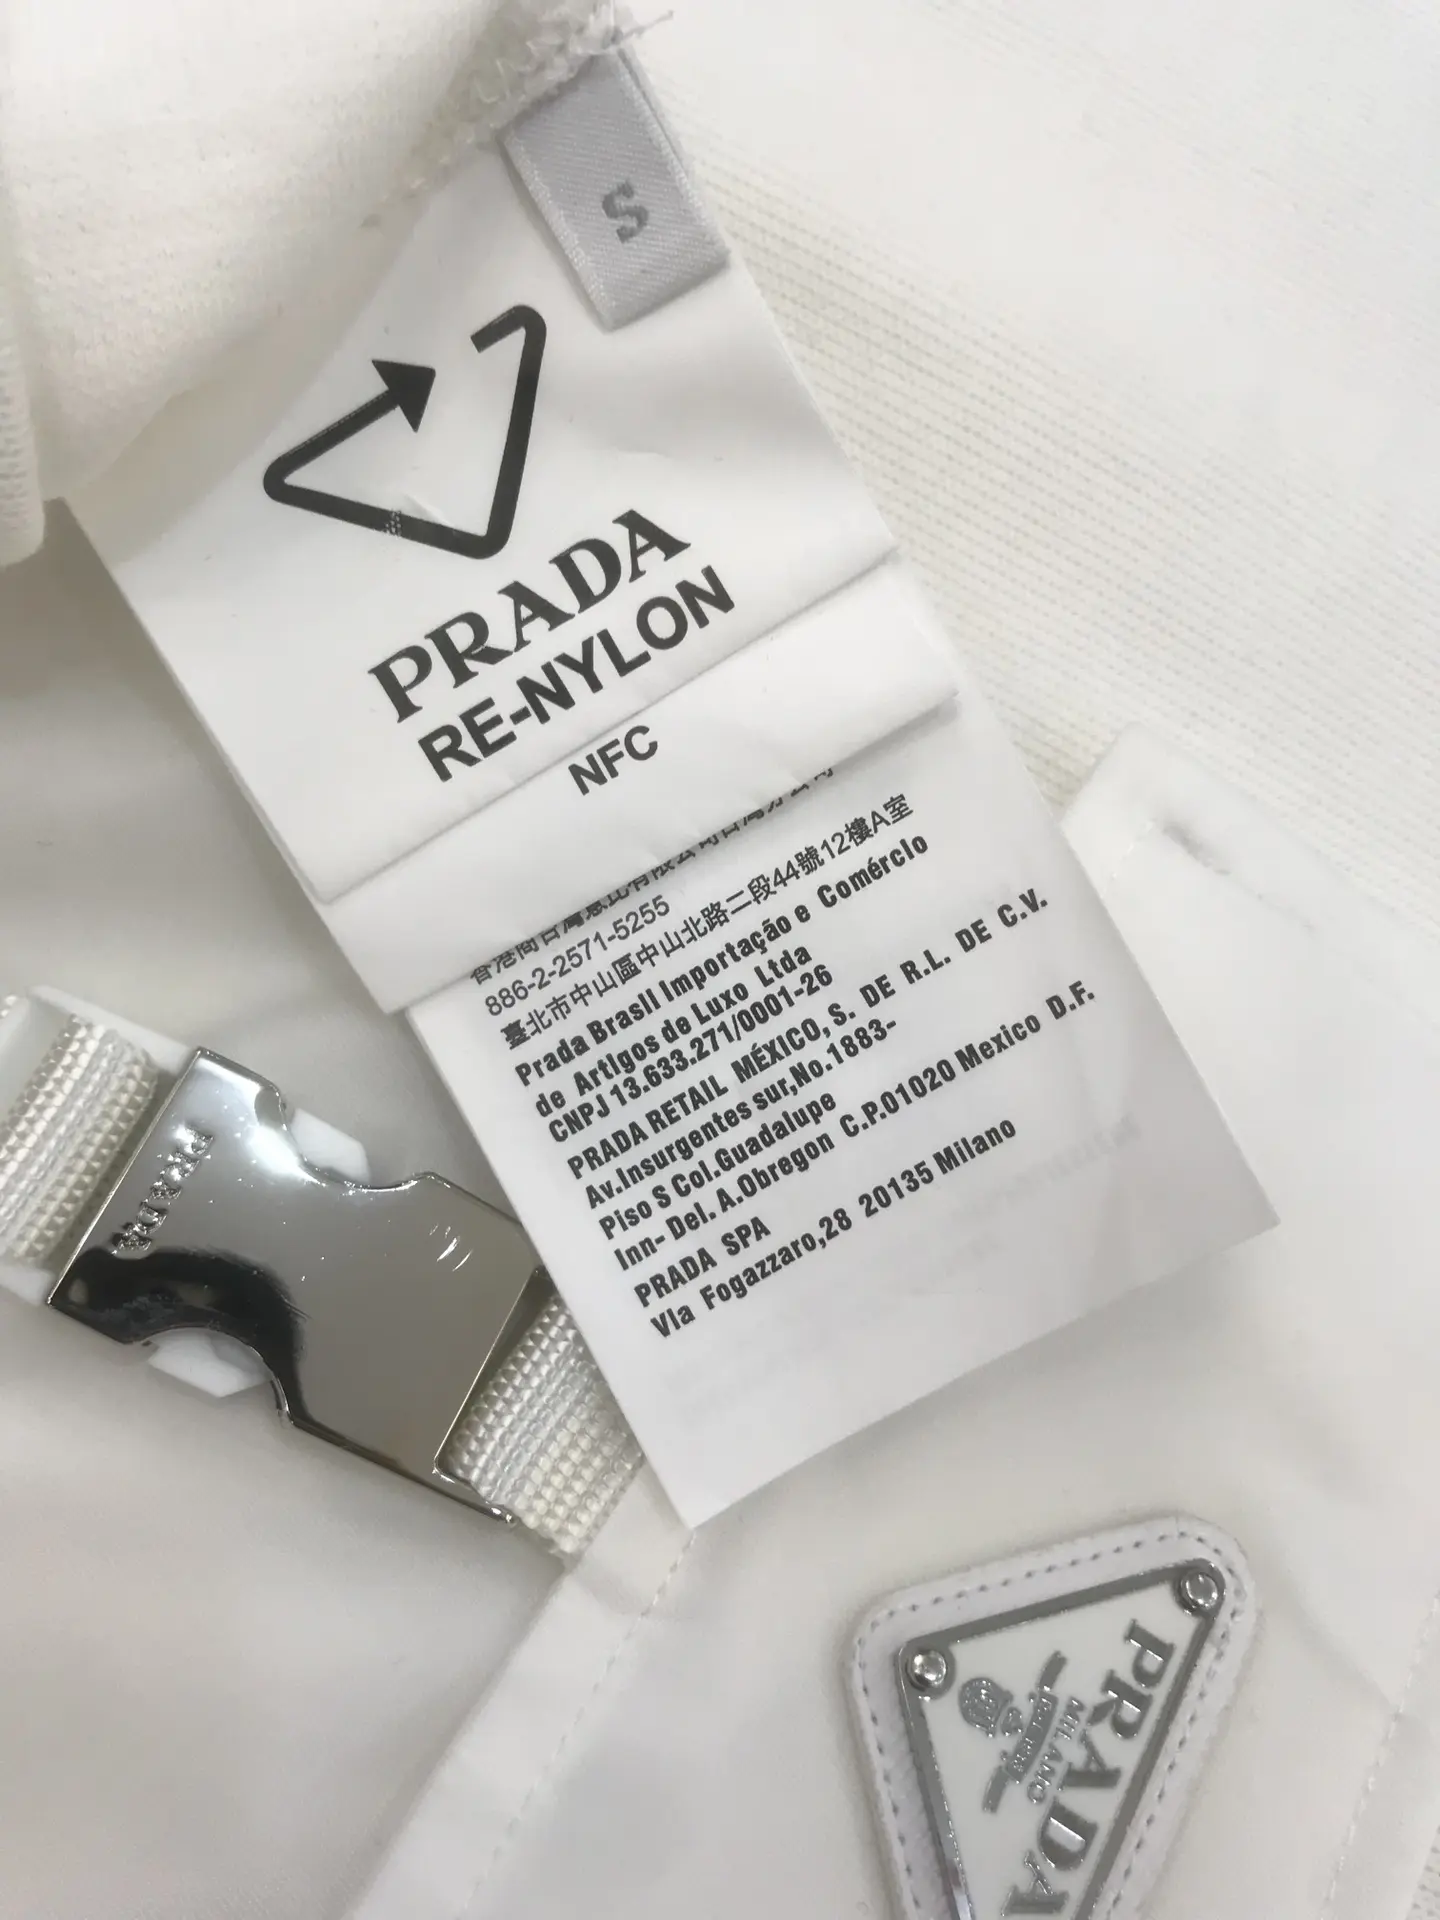 S
PRADA
RE-NYLON
NFC
886-2-2571-5255
臺北市中山區中山北路二段44號12樓A室
Prada Brasil Importação e Comércio
de Artigos de Luxo Ltda
CNPJ 13.633.271/0001-26
PRADA RETAIL MÉXICO, S. DE R.L. DE C.V.
Av.Insurgentes sur,No.1883-
Piso S Col.Guadalupe
Inn- Del. A.Obregon C.P.01020 Mexico D.F.
PRADA SPA
Via Fogazzaro,28 20135 Milano
PRADA
PRADA
MILANO